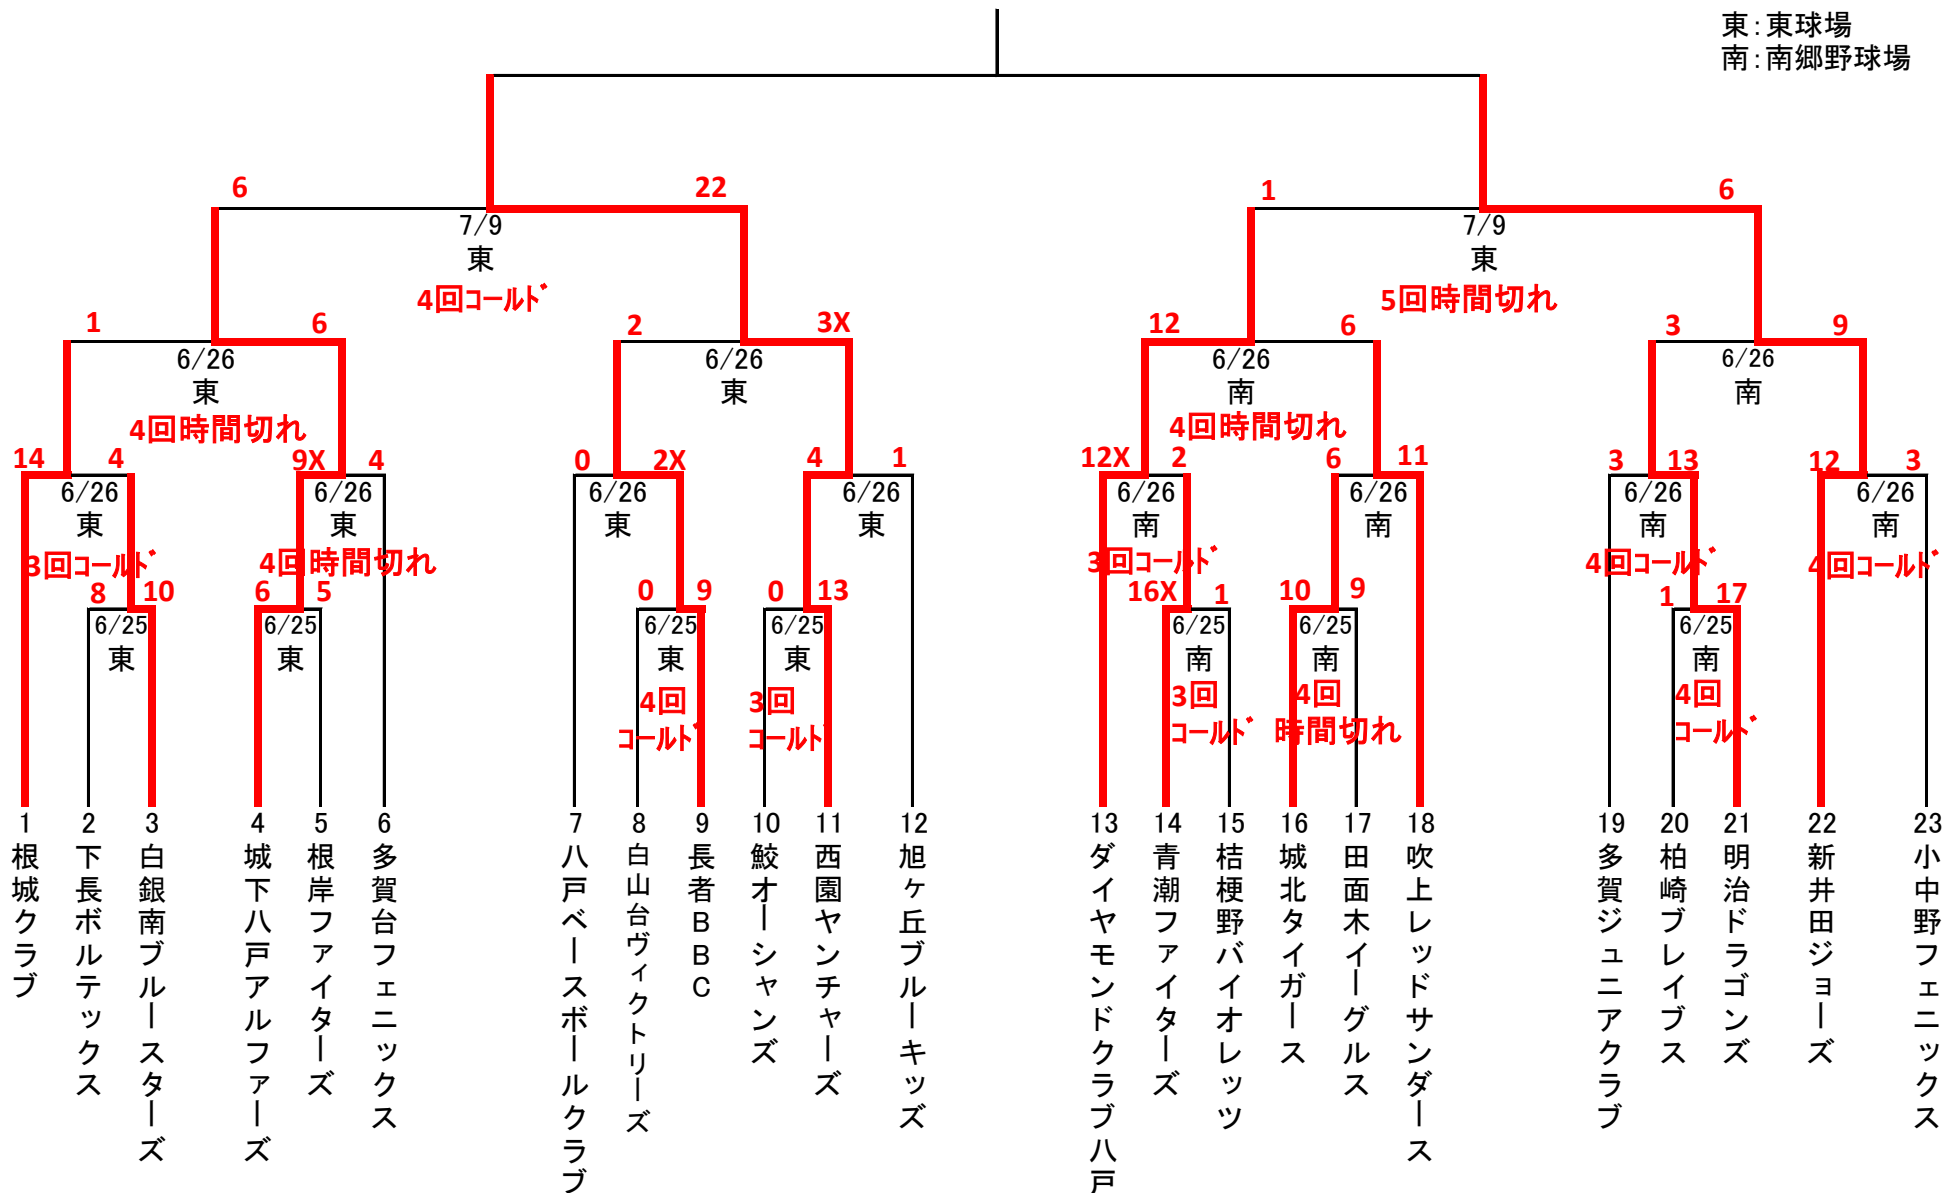 東:東球場
南:南郷野球場
6
22
1
6
7/9
東
4回コールド
7/9
東
5回時間切れ
1
6
2
3X
12
6
3
9
6/26
東
4回時間切れ
6/26
東
6/26
南
4回時間切れ
6/26
南
14
4
9X
4
0
2X
4
1
12X
2
6
11
3
13
12
3
6/26
東
3回コールド
6/26
東
4回時間切れ
6/26
東
6/26
東
6/26
南
3回コールド
6/26
南
6/26
南
4回コールド
6/26
南
4回コールド
8
10
6
5
0
9
0
13
16X
1
10
9
1
17
6/25
東
6/25
東
6/25
東
4回
コールド
6/25
東
3回
コールド
6/25
南
3回
コールド
6/25
南
4回
時間切れ
6/25
南
4回
コールド
1
根城クラブ
2
下長ボルテックス
3
白銀南ブルースターズ
4
城下八戸アルファーズ
5
根岸ファイターズ
6
多賀台フェニックス
7
八戸ベースボールクラブ
8
白山台ヴィクトリーズ
9
長者BBC
10
鮫オーシャンズ
11
西園ヤンチャーズ
12
旭ヶ丘ブルーキッズ
13
ダイヤモンドクラブ八戸
14
青潮ファイターズ
15
桔梗野バイオレッツ
16
城北タイガース
17
田面木イーグルス
18
吹上レッドサンダース
19
多賀ジュニアクラブ
20
柏崎ブレイブス
21
明治ドラゴンズ
22
新井田ジョーズ
23
小中野フェニックス